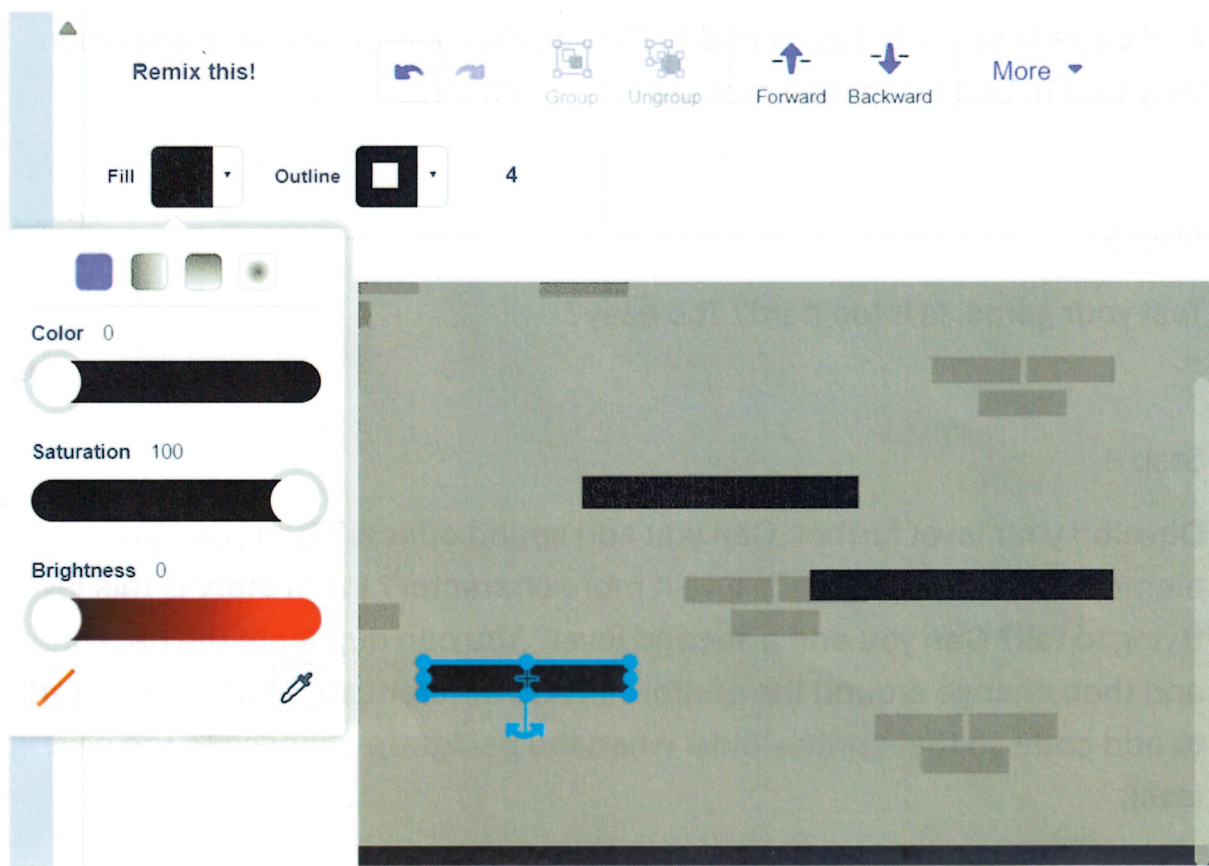 Remix this!
Group Ungroup Forward Backward More
Fill Outline 4
Color 0
Saturation 100
Brightness 0